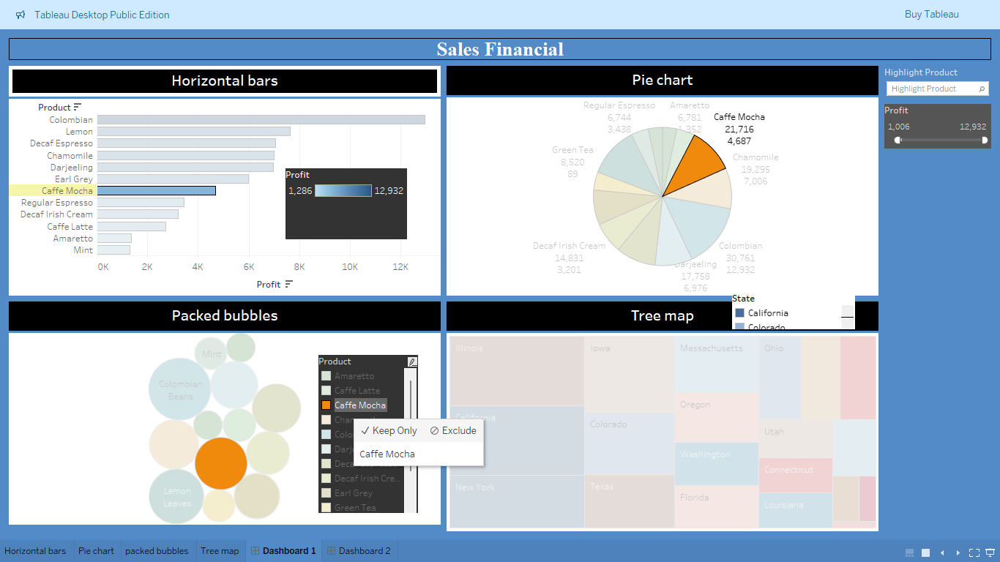 Tableau Desktop Public Edition
Buy Tableau
Sales Financial
Horizontal bars
Product
Colombian
Lemon
Decaf Espresso
Chamomile
Darjeeling
Earl Grey
Caffe Mocha
Regular Espresso
Decaf Irish Cream
Caffe Latte
Amaretto
Mint
0K 2K 4K 6K 8K 10K 12K
Profit
Profit
1,286 12,932
Pie chart
Regular Espresso
6,744
3,438
Amaretto
6,781
1,352
Caffe Mocha
21,716
4,687
Green Tea
8,520
89
Chamomile
19,295
7,006
Decaf Irish Cream
14,831
3,201
Colombian
30,761
12,932
Darjeeling
17,758
6,976
Highlight Product
Highlight Product
Profit
1,006 12,932
State
California
Colorado
Packed bubbles
Mint
Colombian
Beans
Lemon
Leaves
Product
Amaretto
Caffe Latte
Caffe Mocha
Keep Only Exclude
Caffe Mocha
Decaf Irish Cre..
Earl Grey
Green Tea
Tree map
Illinois
California
New York
Iowa
Colorado
Texas
Massachusetts
Oregon
Washington
Florida
Ohio
Utah
Connecticut
Louisiana
Horizontal bars
Pie chart
packed bubbles
Tree map
Dashboard 1
Dashboard 2